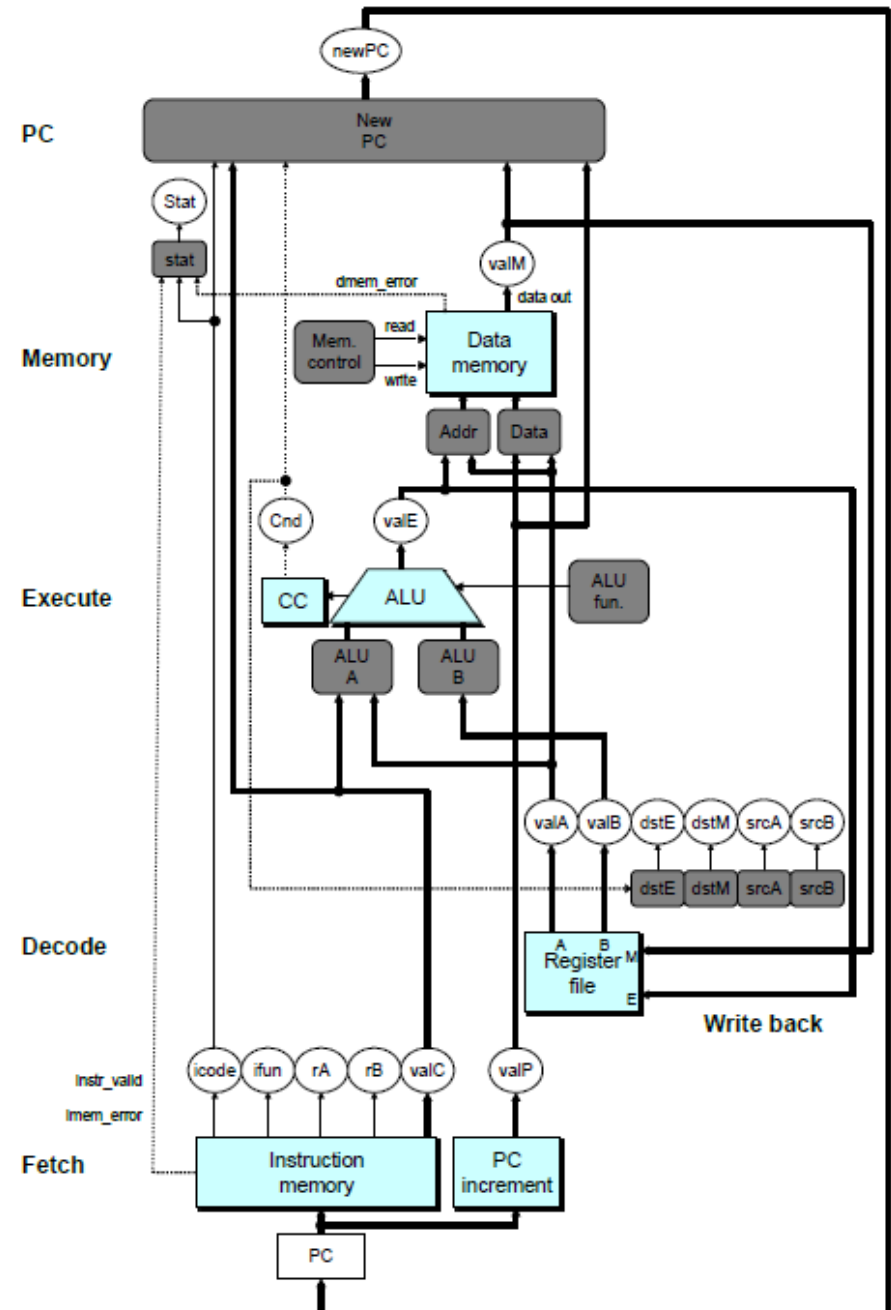 newPC
PC
New
PC
Stat
stat
valM
dmem_error
data out
Memory
Mem.
control
read
write
Data
memory
Addr
Data
Cnd
valE
Execute
CC
ALU
ALU
fun.
ALU
A
ALU
B
valA
valB
dstE
dstM
srcA
srcB
dstE
dstM
srcA
srcB
Decode
A
B
Register
file
M
E
Write back
icode
ifun
rA
rB
valC
valP
Instr_valid
Imem_error
Fetch
Instruction
memory
PC
increment
PC